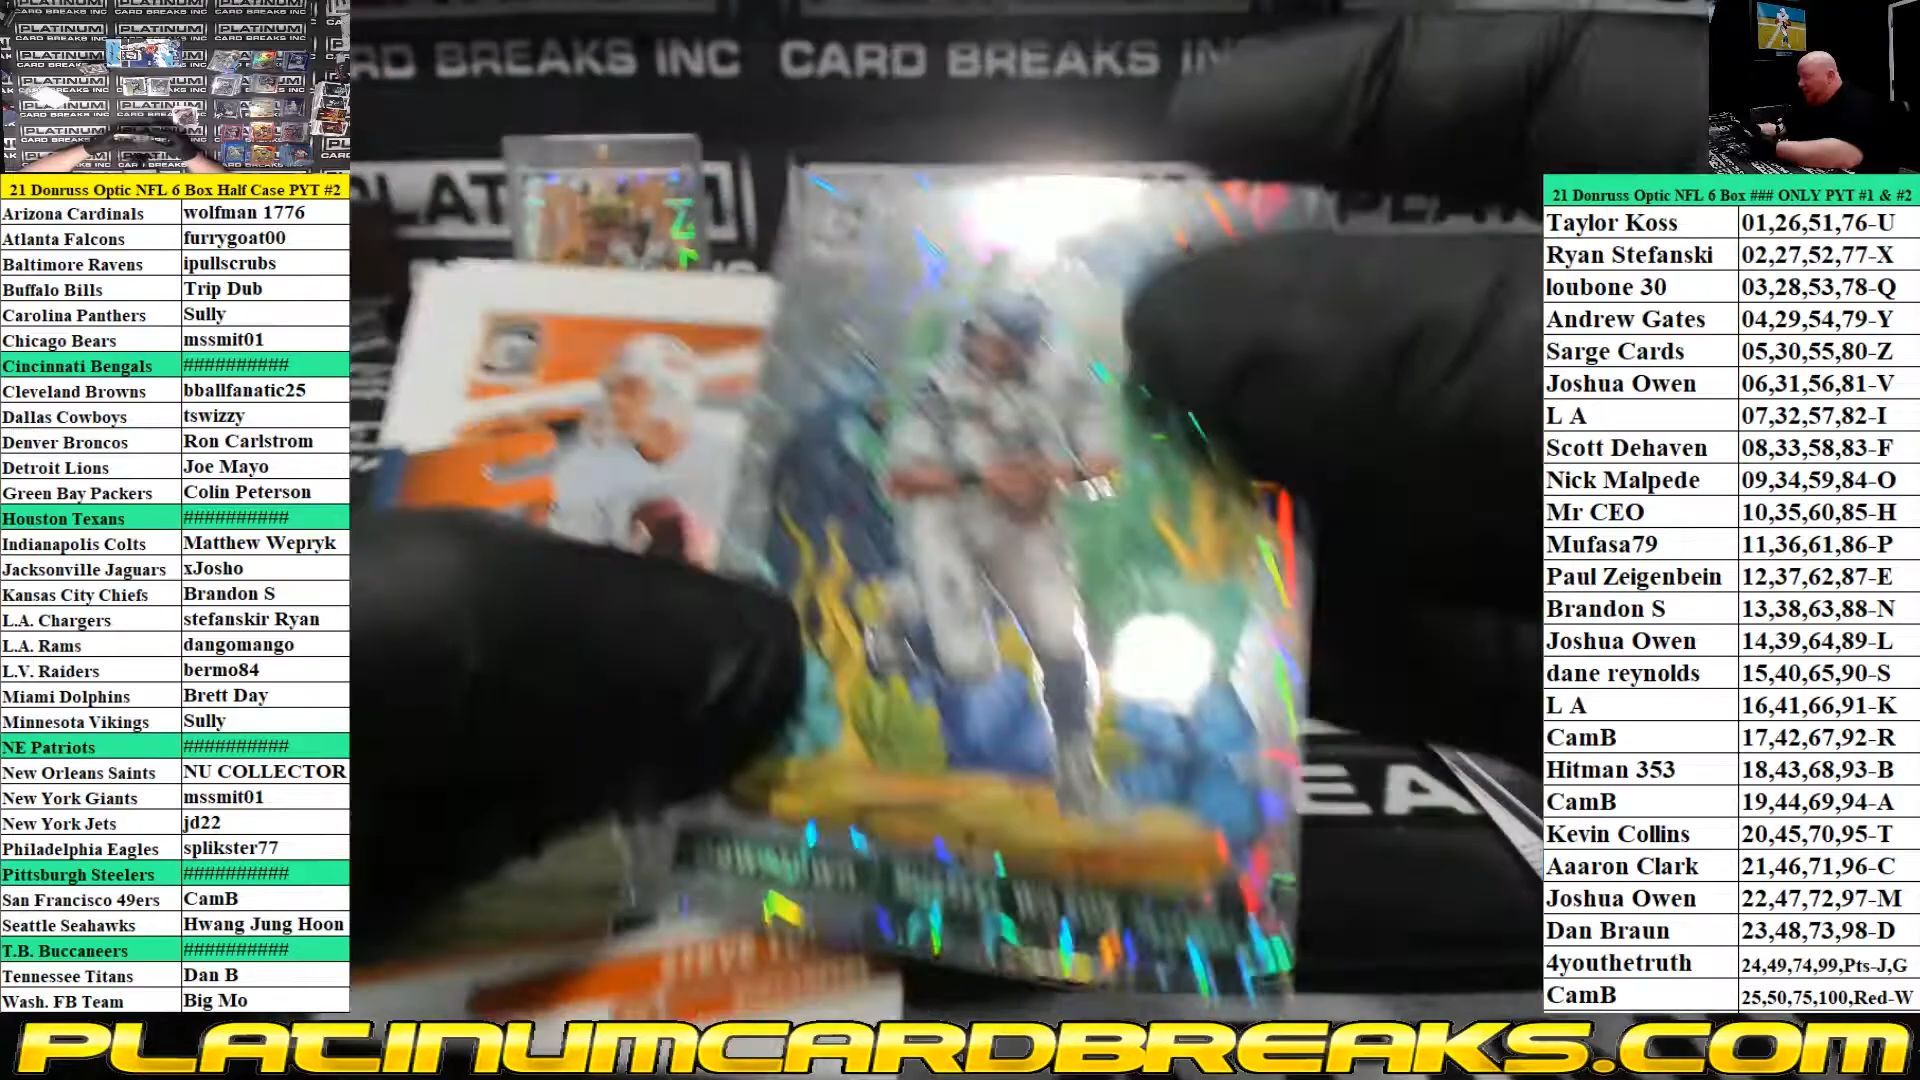 21 Donruss Optic NFL 6 Box Half Case PYT #2
Arizona Cardinals wolfman 1776
Atlanta Falcons furrygoat00
Baltimore Ravens ipullscrubs
Buffalo Bills Trip Dub
Carolina Panthers Sully
Chicago Bears mssmit01
Cincinnati Bengals ##########
Cleveland Browns bballfanatic25
Dallas Cowboys tswizzy
Denver Broncos Ron Carlstrom
Detroit Lions Joe Mayo
Green Bay Packers Colin Peterson
Houston Texans ##########
Indianapolis Colts Matthew Wepryk
Jacksonville Jaguars xJosho
Kansas City Chiefs Brandon S
L.A. Chargers stefanskir Ryan
L.A. Rams dangomango
L.V. Raiders bermo84
Miami Dolphins Brett Day
Minnesota Vikings Sully
NE Patriots ##########
New Orleans Saints NU COLLECTOR
New York Giants mssmit01
New York Jets jd22
Philadelphia Eagles splikster77
Pittsburgh Steelers ##########
San Francisco 49ers CamB
Seattle Seahawks Hwang Jung Hoon
T.B. Buccaneers ##########
Tennessee Titans Dan B
Wash. FB Team Big Mo
RD BREAKS INC CARD BREAKS IN
PLAT
EA
21 Donruss Optic NFL 6 Box ### ONLY PYT #1 & #2
Taylor Koss 01,26,51,76-U
Ryan Stefanski 02,27,52,77-X
loubone 30 03,28,53,78-Q
Andrew Gates 04,29,54,79-Y
Sarge Cards 05,30,55,80-Z
Joshua Owen 06,31,56,81-V
L A 07,32,57,82-I
Scott Dehaven 08,33,58,83-F
Nick Malpede 09,34,59,84-O
Mr CEO 10,35,60,85-H
Mufasa79 11,36,61,86-P
Paul Zeigenbein 12,37,62,87-E
Brandon S 13,38,63,88-N
Joshua Owen 14,39,64,89-L
dane reynolds 15,40,65,90-S
L A 16,41,66,91-K
CamB 17,42,67,92-R
Hitman 353 18,43,68,93-B
CamB 19,44,69,94-A
Kevin Collins 20,45,70,95-T
Aaaron Clark 21,46,71,96-C
Joshua Owen 22,47,72,97-M
Dan Braun 23,48,73,98-D
4youthetruth 24,49,74,99,Pts-J,G
CamB 25,50,75,100,Red-W
PLATINUMCARDBREAKS.COM